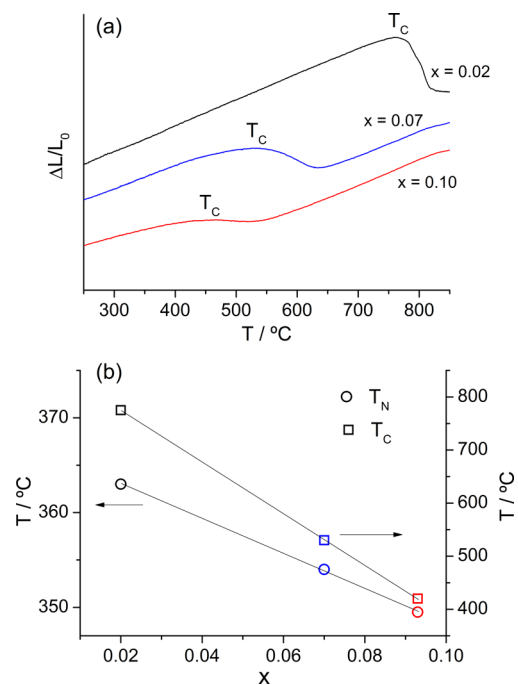 (a)
T_C
x = 0.02
T_C
x = 0.07
T_C
x = 0.10
ΔL/L₀
300 400 500 600 700 800
T / ºC
(b)
T_N
T_C
370
360
350
T / ºC
800
700
600
500
400
T / ºC
0.02 0.04 0.06 0.08 0.10
x